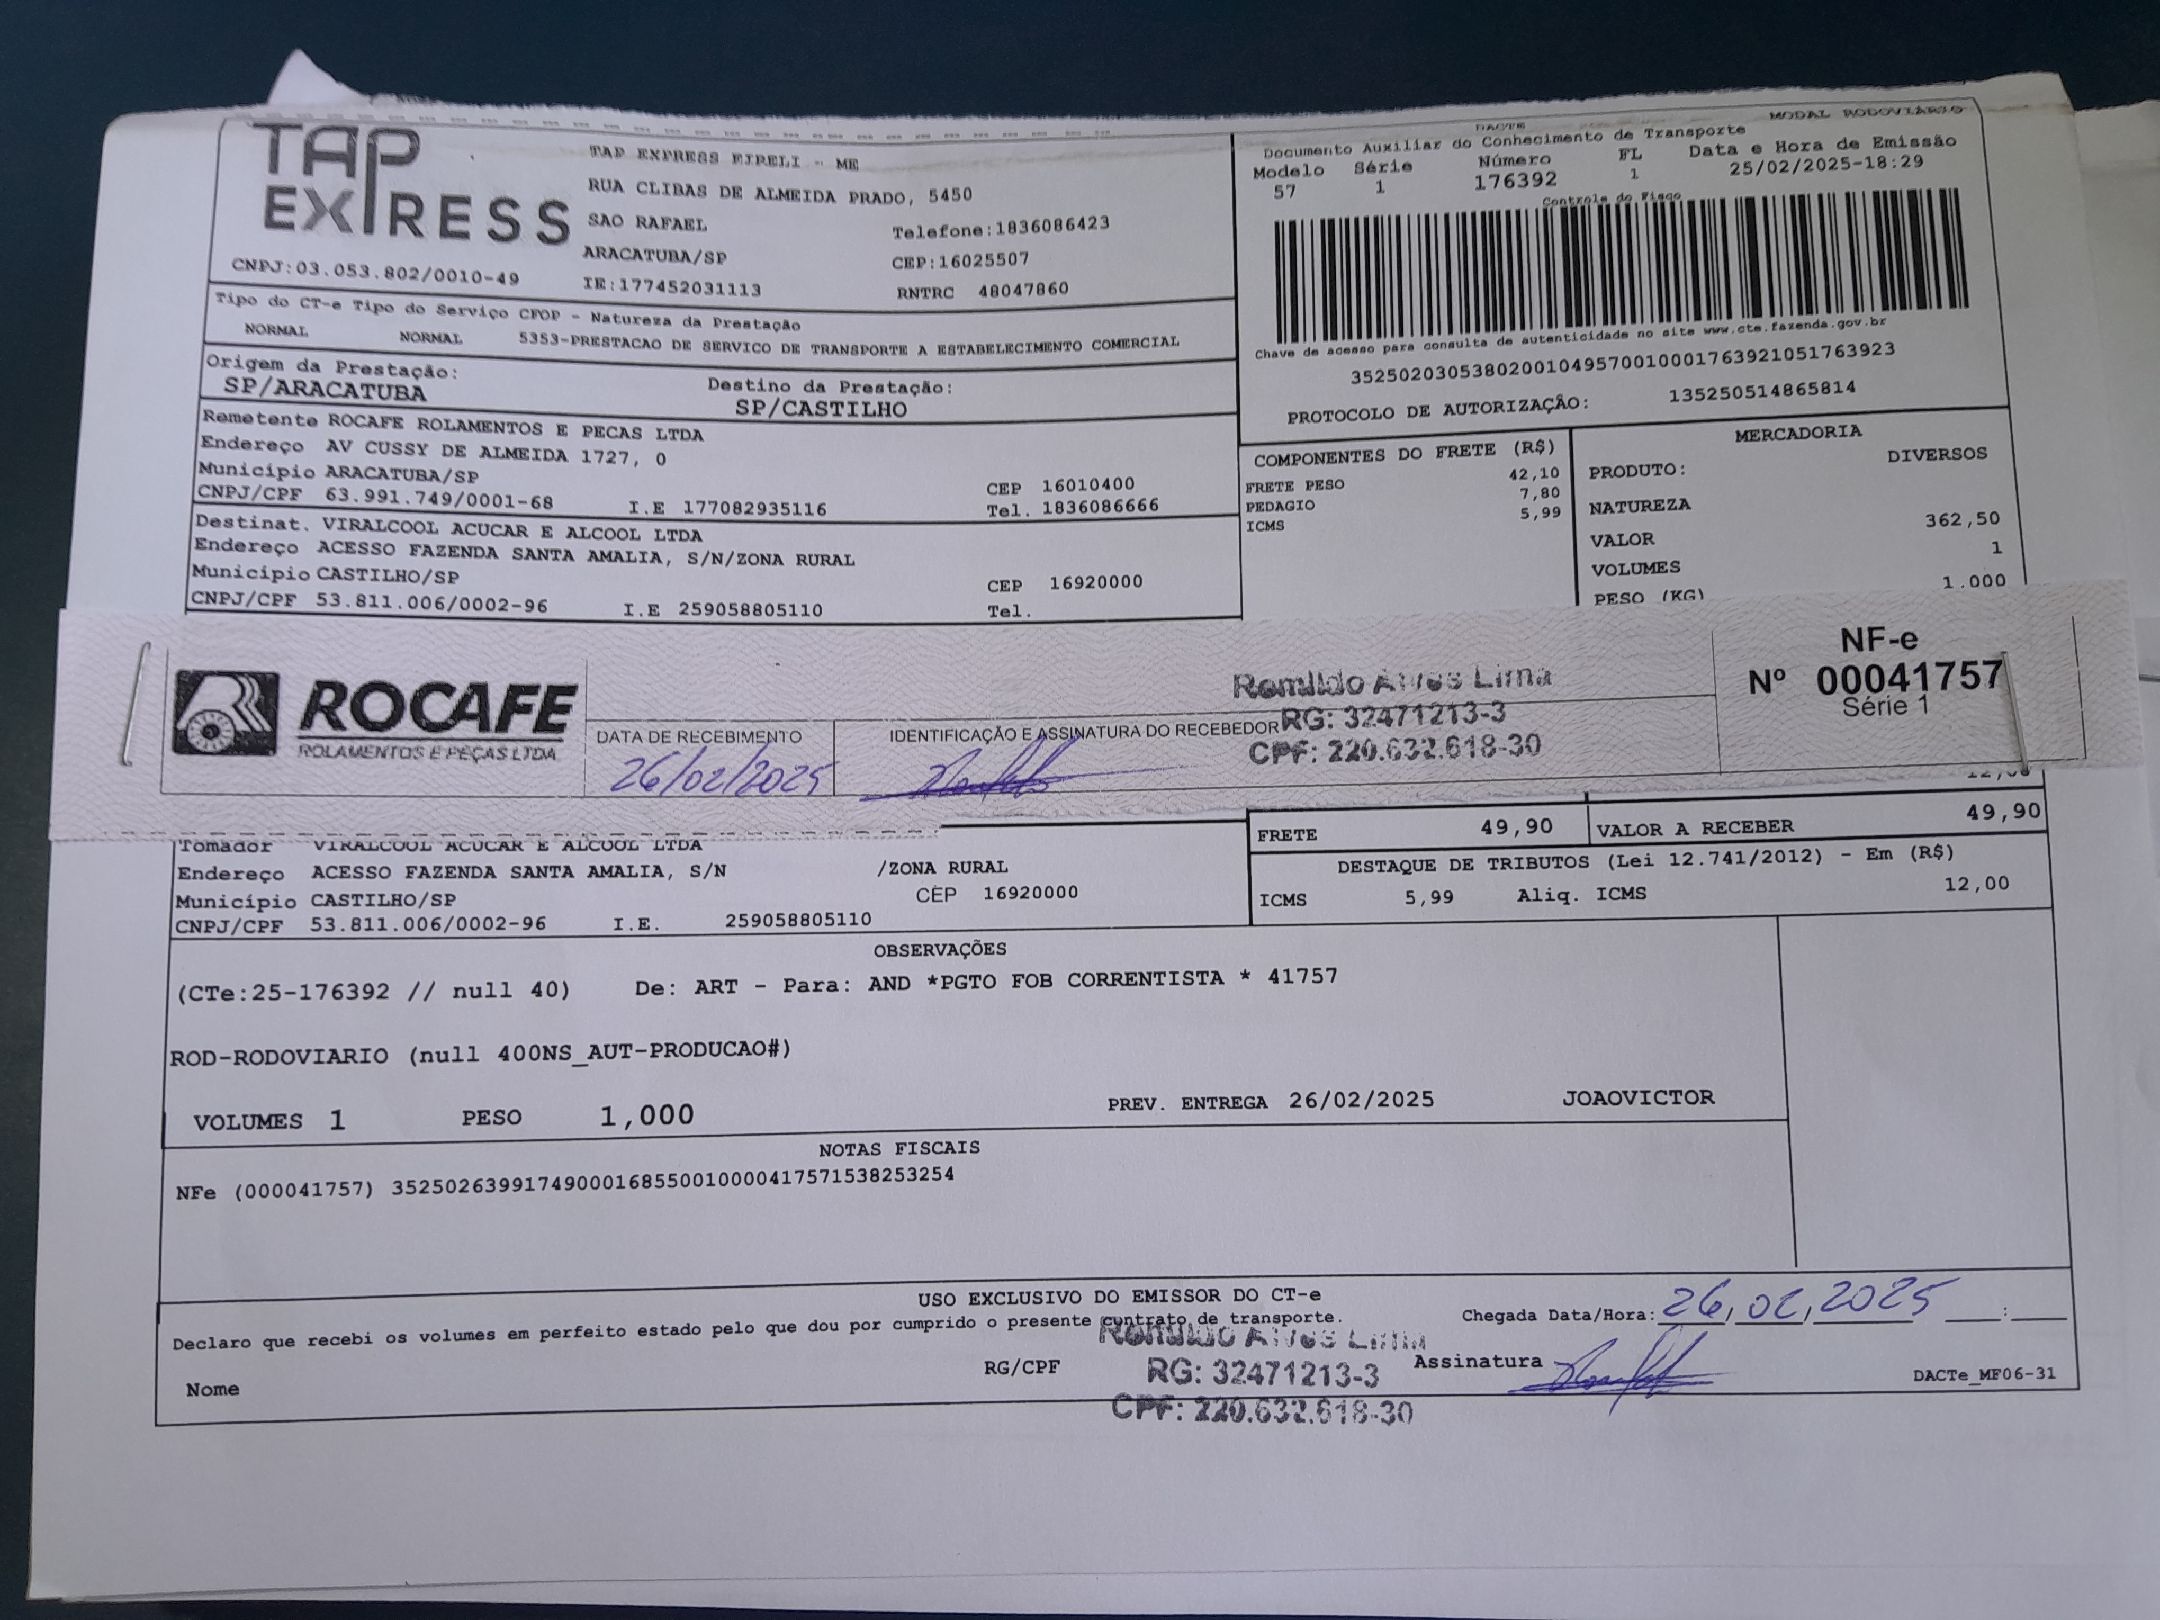 TAP EXPRESS
CNPJ:03.053.802/0010-49
TAP EXPRESS EIRELI - ME
RUA CLIBAS DE ALMEIDA PRADO, 5450
SAO RAFAEL Telefone:1836086423
ARACATUBA/SP CEP:16025507
IE:177452031113 RNTRC 48047860
MODAL RODOVIÁRIO
DACTE
Documento Auxiliar do Conhecimento de Transporte
Modelo Série Número FL Data e Hora de Emissão
57 1 176392 1 25/02/2025-18:29
Controle do Fisco
Chave de acesso para consulta de autenticidade no site www.cte.fazenda.gov.br
35250203053802001049570010001763921051763923
PROTOCOLO DE AUTORIZAÇÃO: 135250514865814
Tipo do CT-e Tipo do Serviço CFOP - Natureza da Prestação
NORMAL NORMAL 5353-PRESTACAO DE SERVICO DE TRANSPORTE A ESTABELECIMENTO COMERCIAL
Origem da Prestação: Destino da Prestação:
SP/ARACATUBA SP/CASTILHO
Remetente ROCAFE ROLAMENTOS E PECAS LTDA
Endereço AV CUSSY DE ALMEIDA 1727, 0
Município ARACATUBA/SP CEP 16010400
CNPJ/CPF 63.991.749/0001-68 I.E 177082935116 Tel. 1836086666
Destinat. VIRALCOOL ACUCAR E ALCOOL LTDA
Endereço ACESSO FAZENDA SANTA AMALIA, S/N/ZONA RURAL
Município CASTILHO/SP CEP 16920000
CNPJ/CPF 53.811.006/0002-96 I.E 259058805110 Tel.
COMPONENTES DO FRETE (R$)
FRETE PESO 42,10
PEDAGIO 7,80
ICMS 5,99
MERCADORIA
PRODUTO: DIVERSOS
NATUREZA
VALOR 362,50
VOLUMES 1
PESO (KG) 1.000
ROCAFE
ROLAMENTOS E PEÇAS LTDA
DATA DE RECEBIMENTO
26/02/2025
IDENTIFICAÇÃO E ASSINATURA DO RECEBEDOR
Romildo Alves Lima
RG: 32471213-3
CPF: 220.632.618-30
NF-e
Nº 00041757
Série 1
Tomador VIRALCOOL ACUCAR E ALCOOL LTDA
Endereço ACESSO FAZENDA SANTA AMALIA, S/N /ZONA RURAL
Município CASTILHO/SP CEP 16920000
CNPJ/CPF 53.811.006/0002-96 I.E. 259058805110
FRETE 49,90 VALOR A RECEBER 49,90
DESTAQUE DE TRIBUTOS (Lei 12.741/2012) - Em (R$)
ICMS 5,99 Aliq. ICMS 12,00
OBSERVAÇÕES
(CTe:25-176392 // null 40) De: ART - Para: AND *PGTO FOB CORRENTISTA * 41757
ROD-RODOVIARIO (null 400NS_AUT-PRODUCAO#)
VOLUMES 1 PESO 1,000 PREV. ENTREGA 26/02/2025 JOAOVICTOR
NOTAS FISCAIS
NFe (000041757) 35250263991749000168550010000417571538253254
USO EXCLUSIVO DO EMISSOR DO CT-e
Declaro que recebi os volumes em perfeito estado pelo que dou por cumprido o presente contrato de transporte.
Chegada Data/Hora: 26,02,2025 :
Romildo Alves Lima
Nome RG/CPF RG: 32471213-3 Assinatura DACTe_MF06-31
CPF: 220.632.618-30